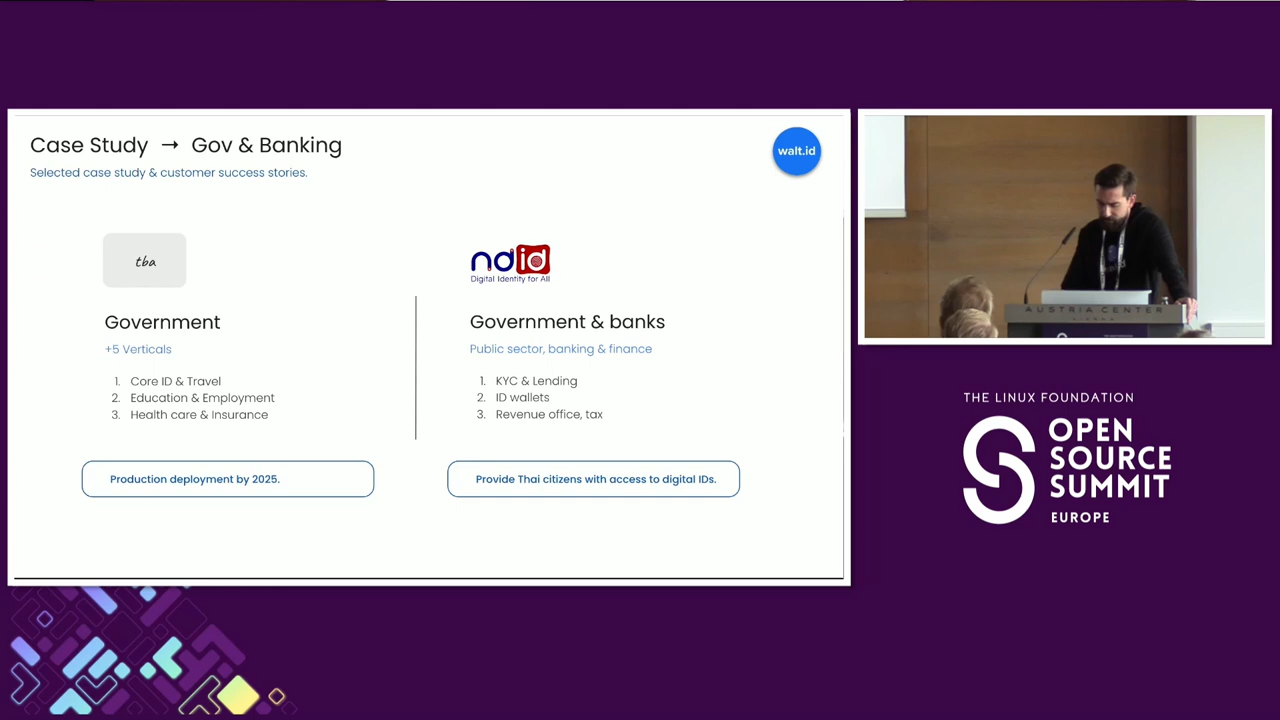 Case Study → Gov & Banking
Selected case study & customer success stories.
walt.id
tba
Government
+5 Verticals
1. Core ID & Travel
2. Education & Employment
3. Health care & Insurance
Production deployment by 2025.
ndid
Digital Identity for All
Government & banks
Public sector, banking & finance
1. KYC & Lending
2. ID wallets
3. Revenue office, tax
Provide Thai citizens with access to digital IDs.
AUSTRIA CENTER
THE LINUX FOUNDATION
OPEN
SOURCE
SUMMIT
EUROPE